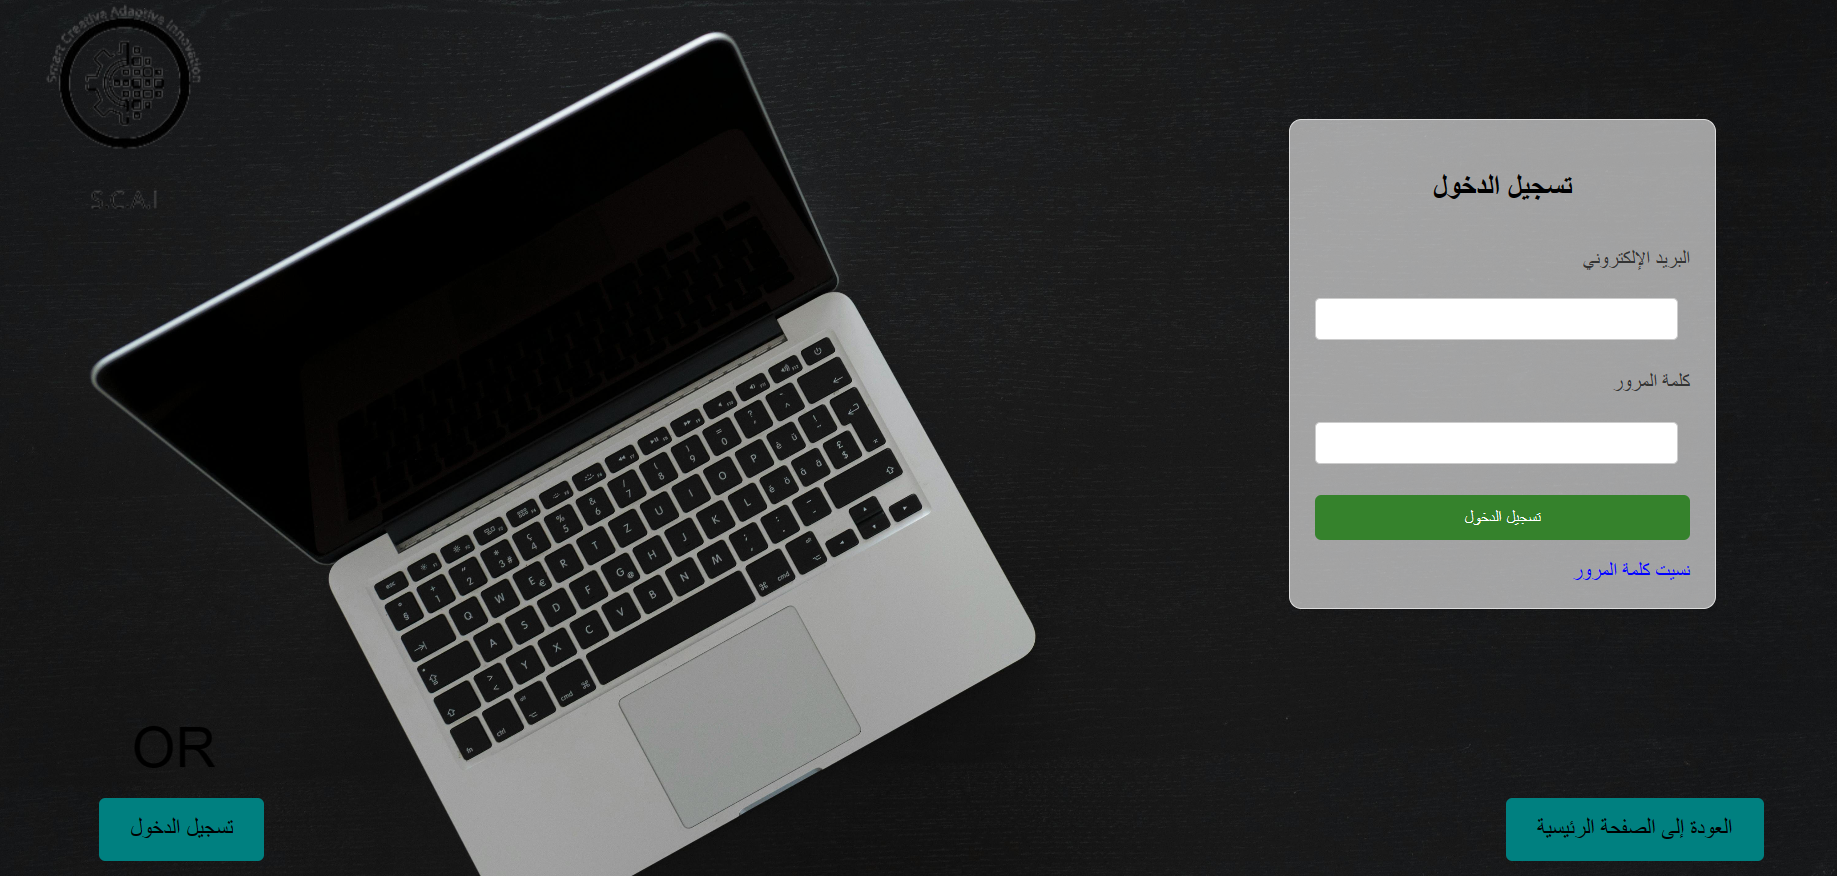 Smart Creative Adaptive Innovation
S.C.A.I
تسجيل الدخول
البريد الإلكتروني
كلمة المرور
تسجيل الدخول
نسيت كلمة المرور
OR
تسجيل الدخول
العودة إلى الصفحة الرئيسية